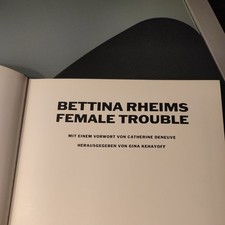 BETTINA RHEIMS
FEMALE TROUBLE
MIT EINEM VORWORT VON CATHERINE DENEUVE
HERAUSGEGEBEN VON GINA KEHAYOFF